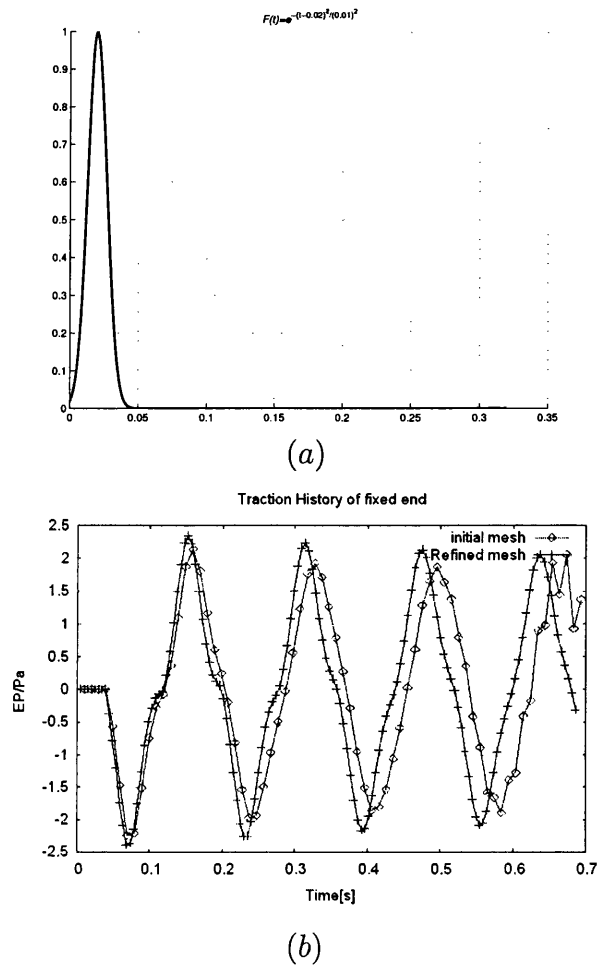 F(t)=e^{-(t-0.02)^2/(0.01)^2}
1
0.9
0.8
0.7
0.6
0.5
0.4
0.3
0.2
0.1
0
0 0.05 0.1 0.15 0.2 0.25 0.3 0.35
(a)
Traction History of fixed end
initial mesh
Refined mesh
2.5
2
1.5
1
0.5
0
-0.5
-1
-1.5
-2
-2.5
EP/Pa
0 0.1 0.2 0.3 0.4 0.5 0.6 0.7
Time[s]
(b)